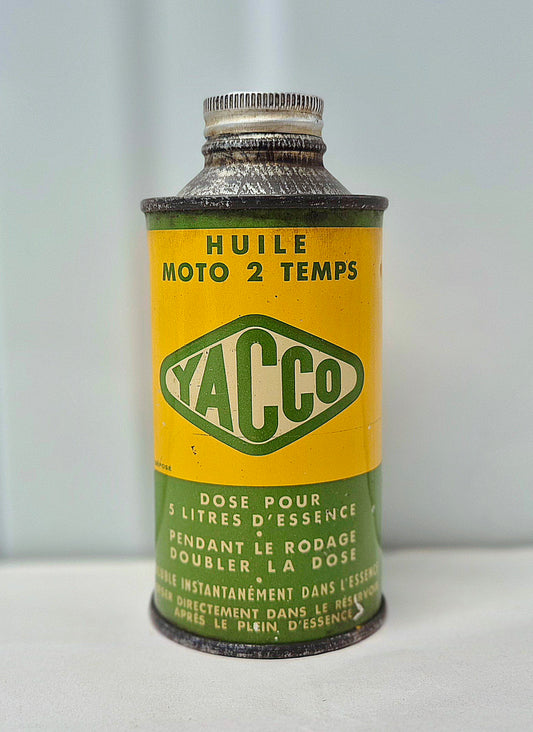 HUILE
MOTO 2 TEMPS
YACCO
DOSE POUR
5 LITRES D'ESSENCE
PENDANT LE RODAGE
DOUBLER LA DOSE
INSTANTANÉMENT DANS L'ESSENCE
DIRECTEMENT DANS LE RÉSERVOIR
APRÈS LE PLEIN, D'ESSENCE